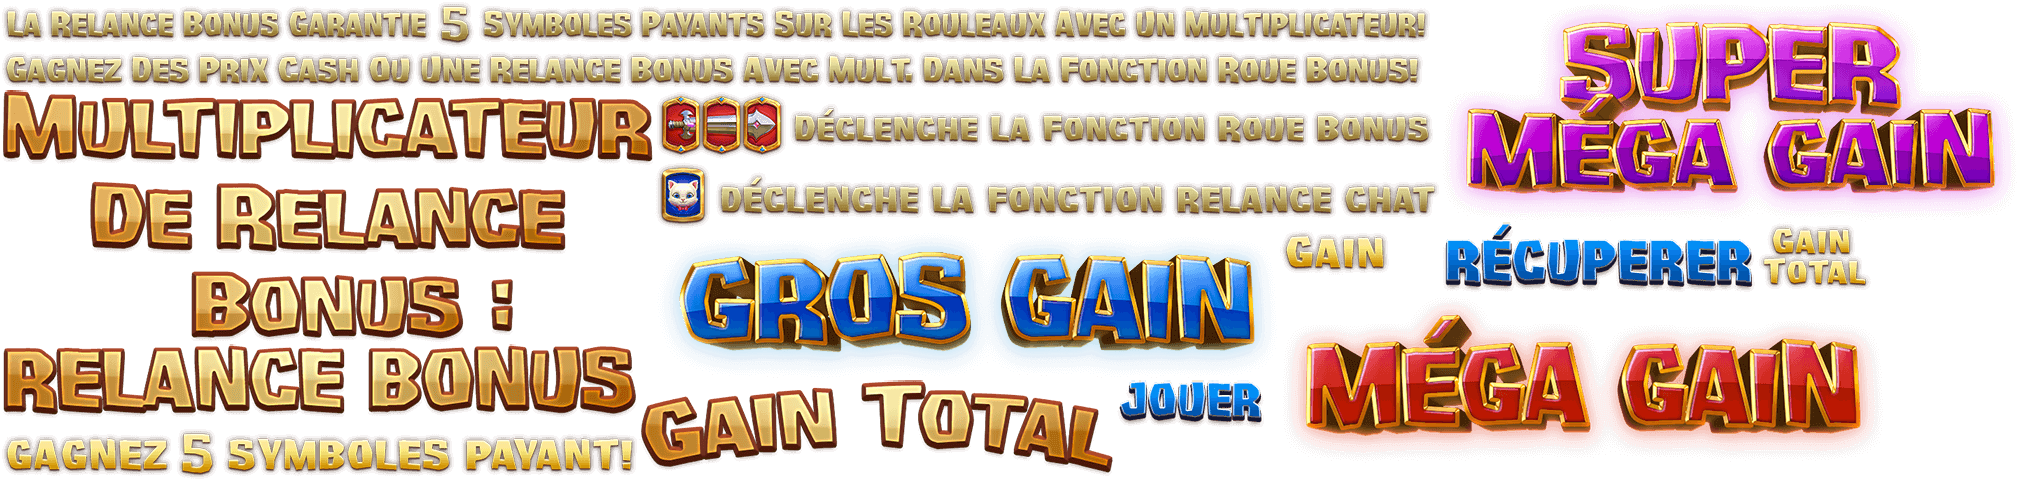 La Relance Bonus Garantie 5 Symboles Payants Sur Les Rouleaux Avec Un Multiplicateur!
Gagnez Des Prix Cash Ou Une Relance Bonus Avec Mult. Dans La Fonction Roue Bonus!
Multiplicateur
De Relance
Bonus :
RELANCE BONUS
GAGNEZ 5 SYMBOLES PAYANT!
Déclenche La Fonction Roue Bonus
DÉCLENCHE LA FONCTION RELANCE CHAT
GROS GAIN
Gain Total
JOUER
SUPER
MÉGA GAIN
Gain
RÉCUPERER
Gain
Total
MÉGA GAIN